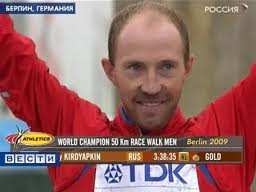 БЕРЛИН, ГЕРМАНИЯ
РОССИЯ
ATHLETICS
WORLD CHAMPION 50 Km RACE WALK MEN
Berlin 2009
ВЕСТИ
KIRDYAPKIN RUS 3:38:35 GOLD
TDK